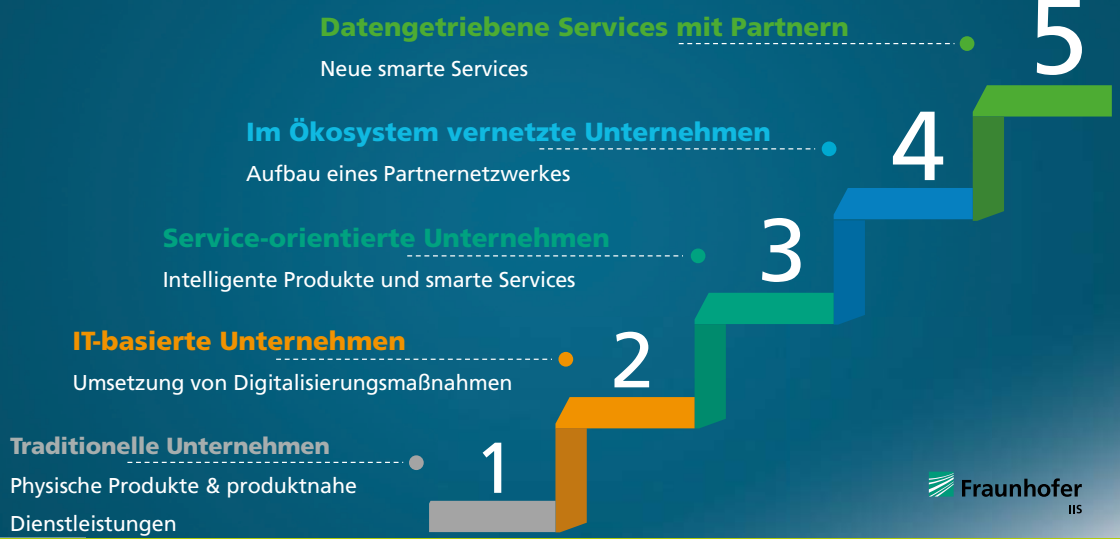 Datengetriebene Services mit Partnern
Neue smarte Services
5
Im Ökosystem vernetzte Unternehmen
Aufbau eines Partnernetzwerkes
4
Service-orientierte Unternehmen
Intelligente Produkte und smarte Services
3
IT-basierte Unternehmen
Umsetzung von Digitalisierungsmaßnahmen
2
Traditionelle Unternehmen
Physische Produkte & produktnahe
Dienstleistungen
1
Fraunhofer
IIS